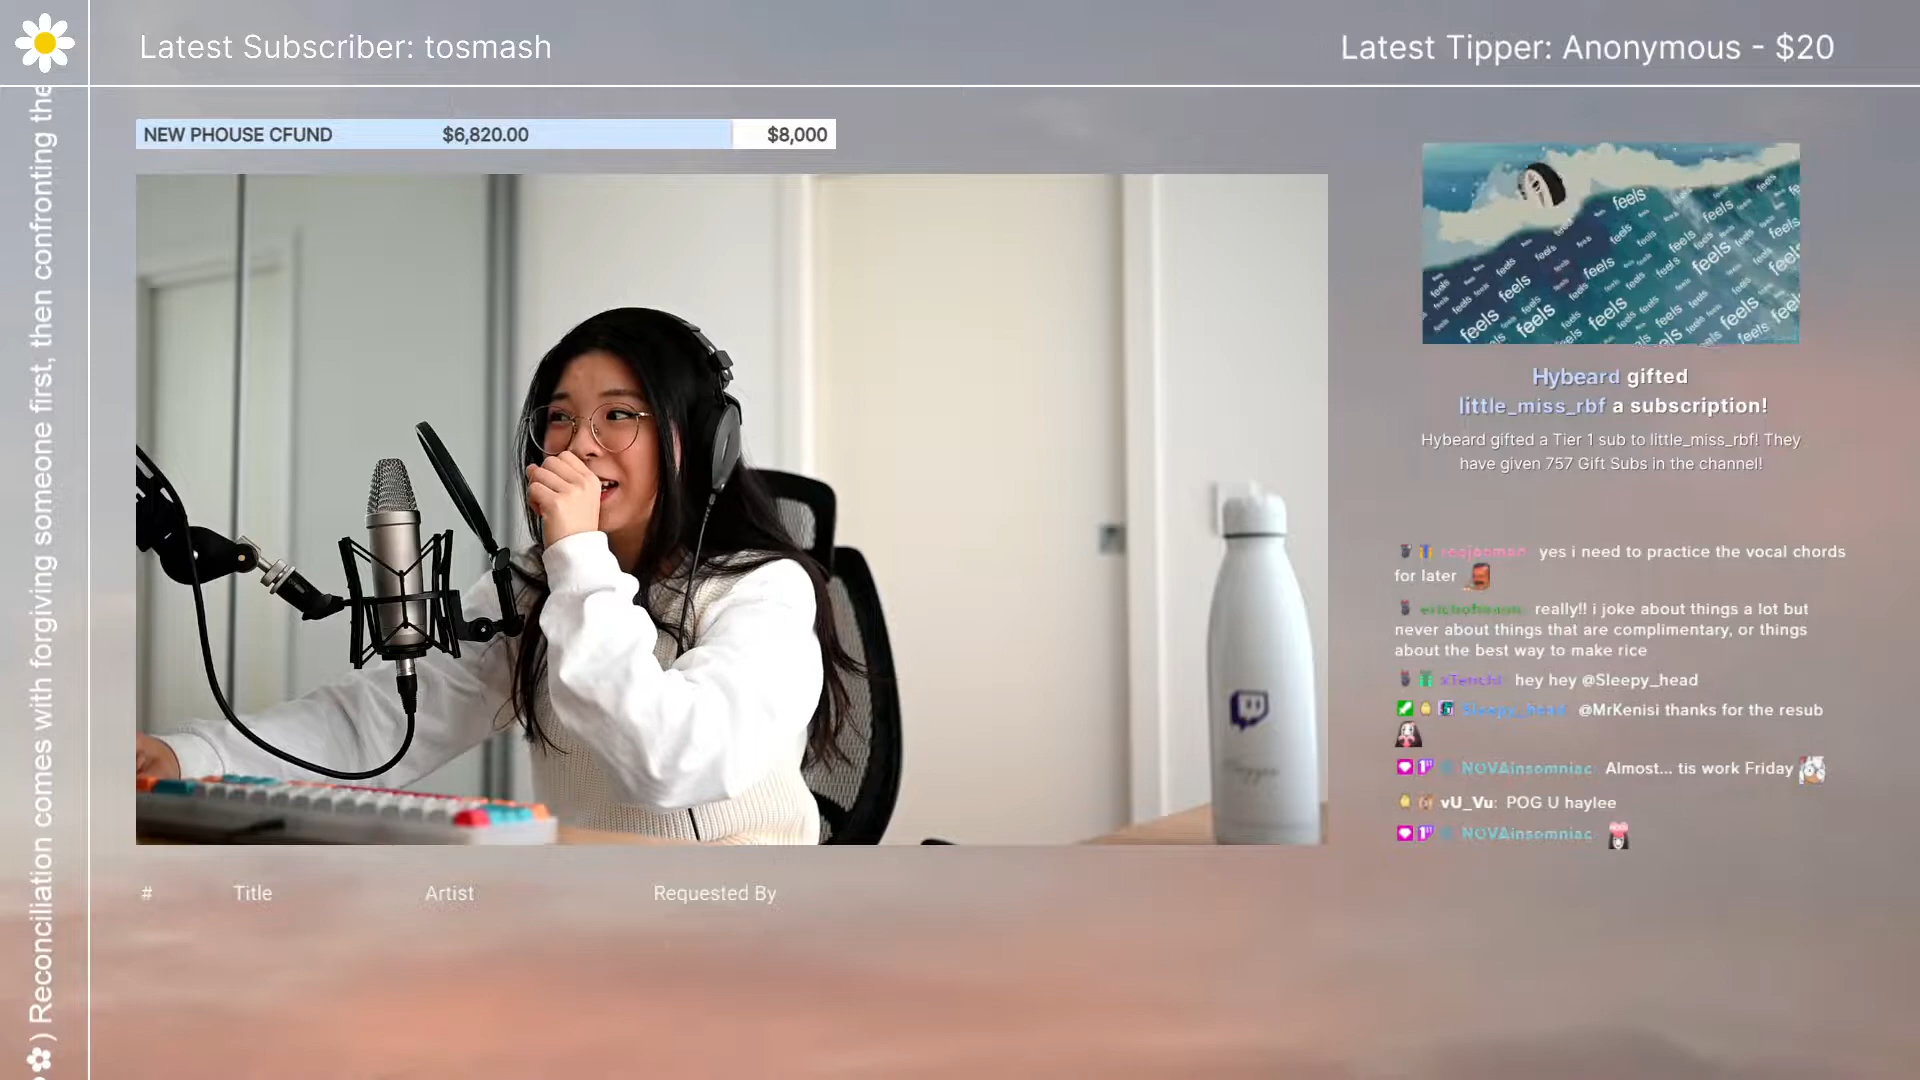 Latest Subscriber: tosmash
Latest Tipper: Anonymous - $20
NEW PHOUSE CFUND $6,820.00 $8,000
) Reconciliation comes with forgiving someone first, then confronting the
feels
Hybeard gifted
little_miss_rbf a subscription!
Hybeard gifted a Tier 1 sub to little_miss_rbf! They
have given 757 Gift Subs in the channel!
yes i need to practice the vocal chords
for later
really!! i joke about things a lot but
never about things that are complimentary, or things
about the best way to make rice
xTenchi hey hey @Sleepy_head
Sleepy_head @MrKenisi thanks for the resub
NOVAinsomniac Almost... tis work Friday
vU_Vu: POG U haylee
NOVAinsomniac
# Title Artist Requested By